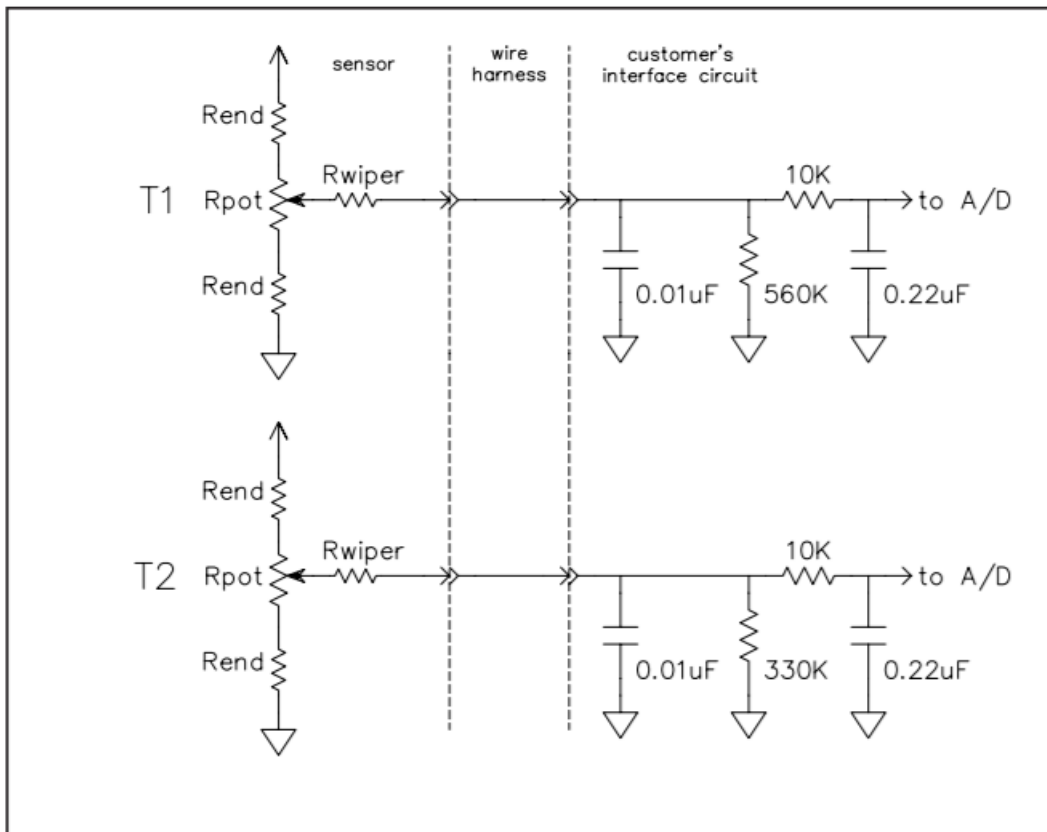 sensor
wire
harness
customer's
interface circuit
Rend
Rwiper
10K
T1
Rpot
to A/D
Rend
0.01uF
560K
0.22uF
Rend
Rwiper
10K
T2
Rpot
to A/D
Rend
0.01uF
330K
0.22uF